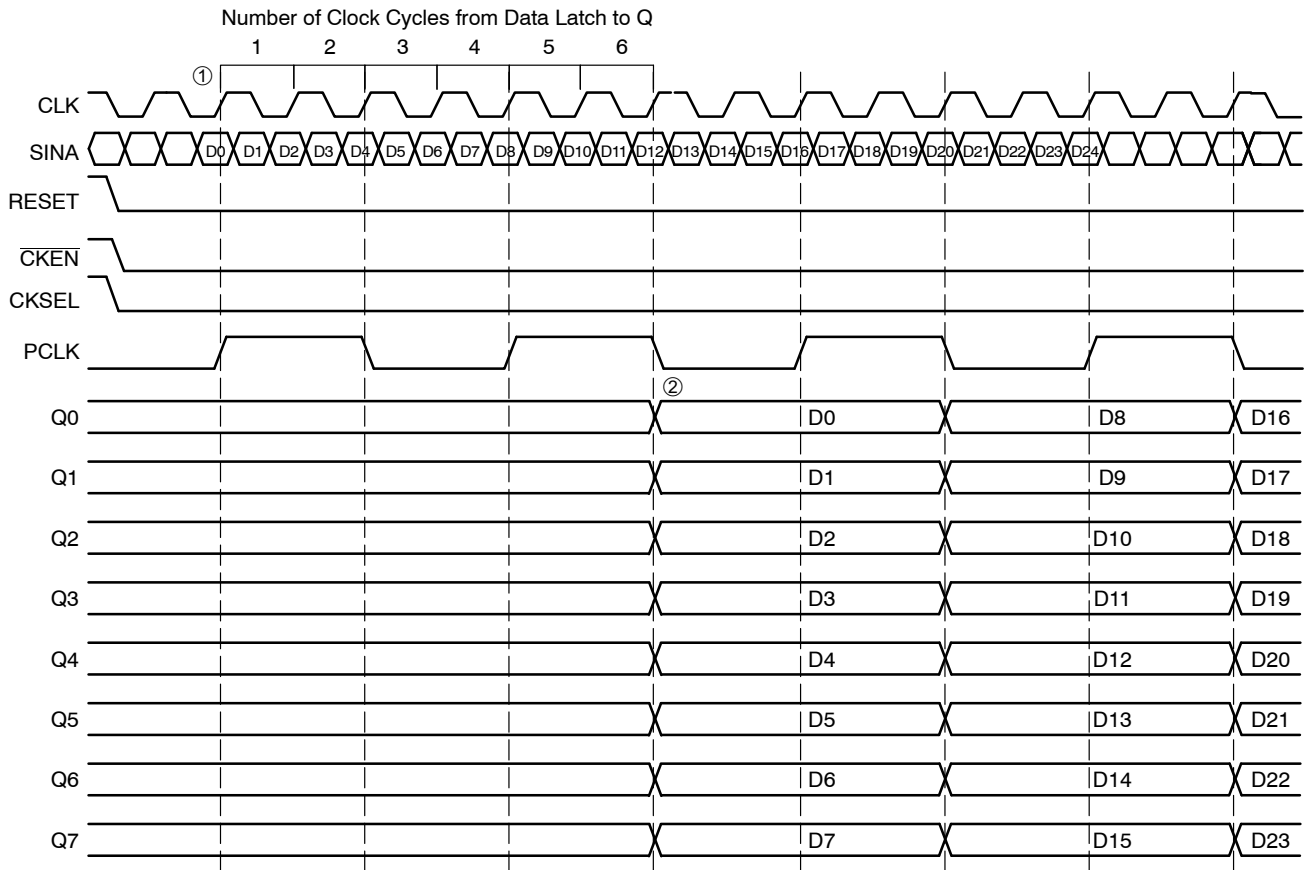 Number of Clock Cycles from Data Latch to Q
1 2 3 4 5 6
①
CLK
SINA D0 D1 D2 D3 D4 D5 D6 D7 D8 D9 D10 D11 D12 D13 D14 D15 D16 D17 D18 D19 D20 D21 D22 D23 D24
RESET
CKEN
CKSEL
PCLK
②
Q0 D0 D8 D16
Q1 D1 D9 D17
Q2 D2 D10 D18
Q3 D3 D11 D19
Q4 D4 D12 D20
Q5 D5 D13 D21
Q6 D6 D14 D22
Q7 D7 D15 D23